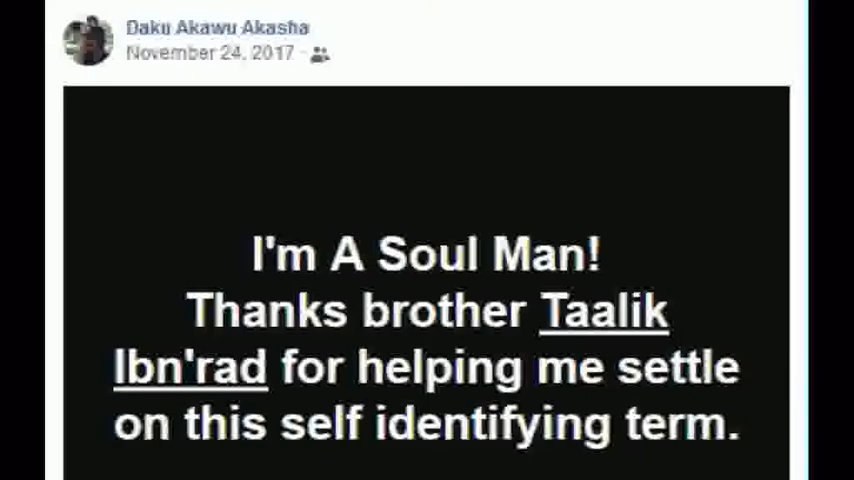 Daku Akawu Akasha
November 24, 2017 ·
I'm A Soul Man!
Thanks brother Taalik
Ibn'rad for helping me settle
on this self identifying term.